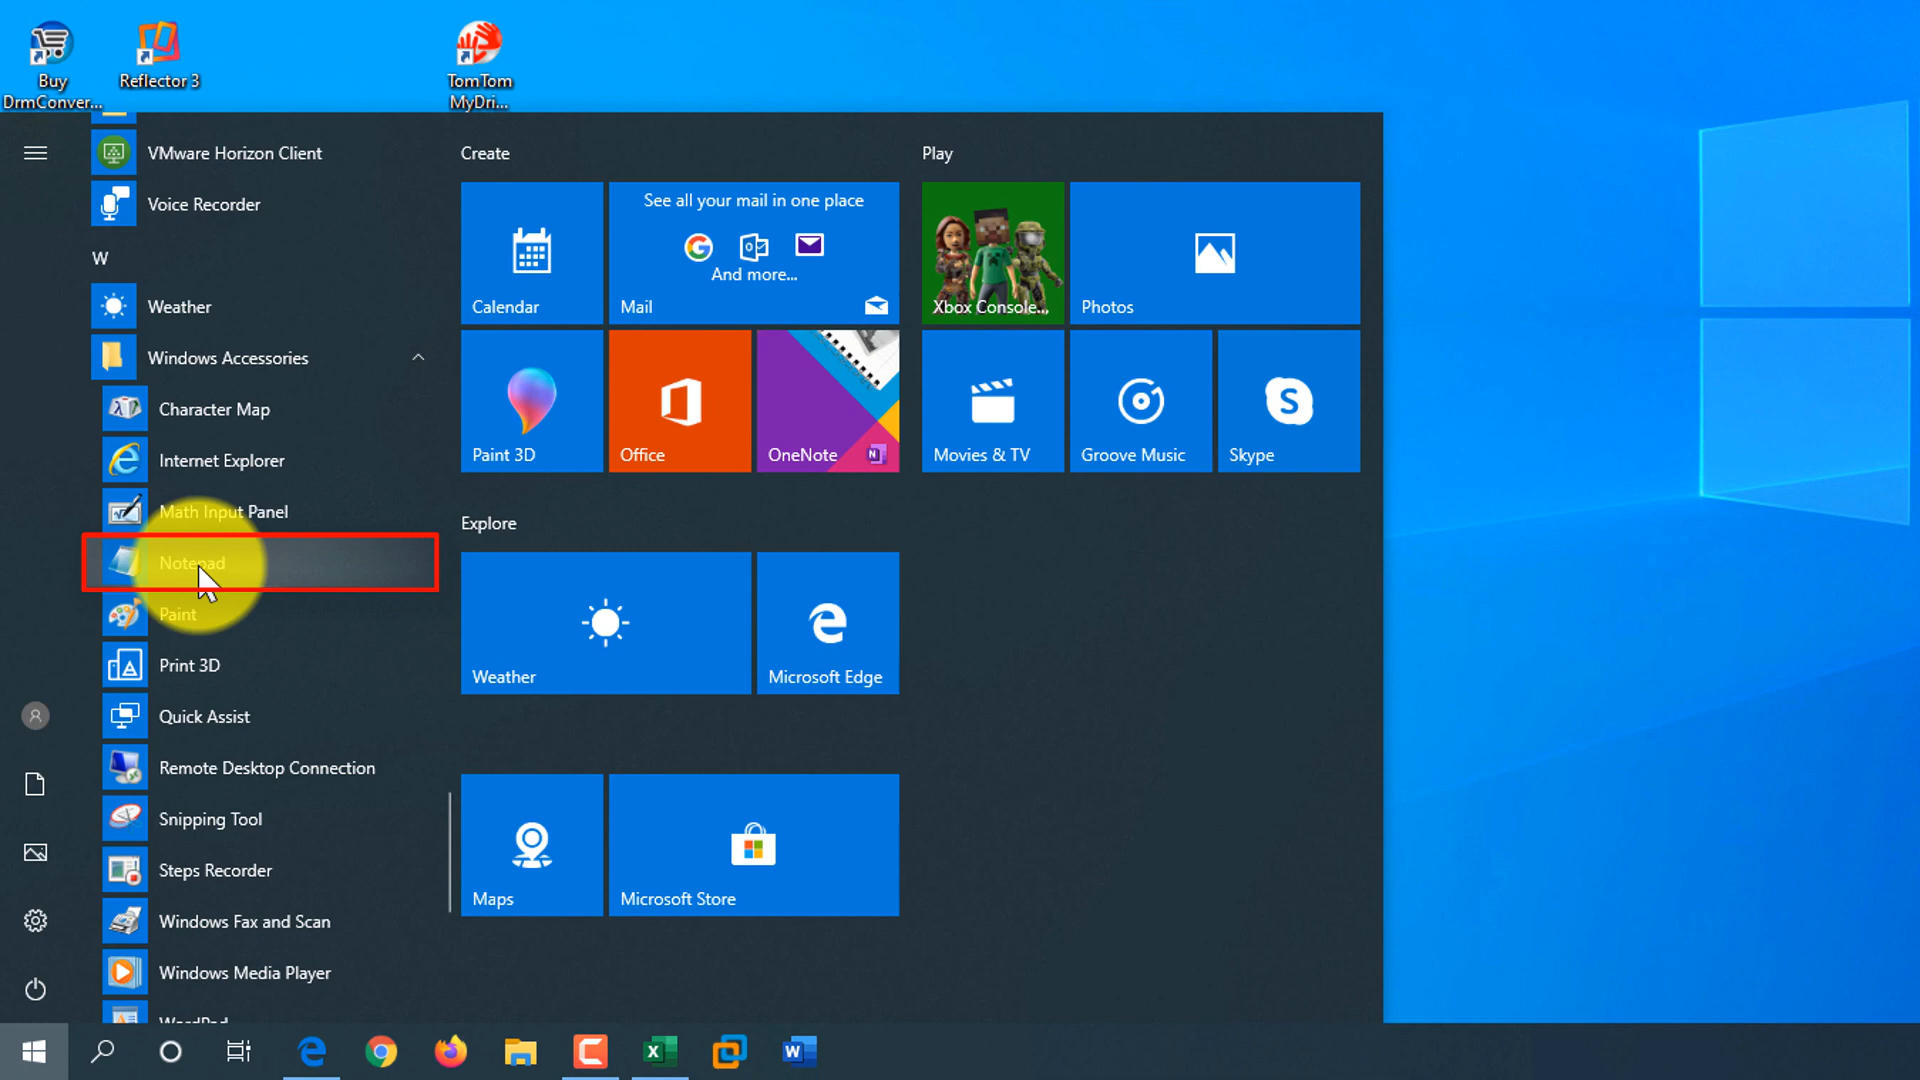 Buy
DrmConver...
Reflector 3
TomTom
MyDri...
VMware Horizon Client
Voice Recorder
W
Weather
Windows Accessories
Character Map
Internet Explorer
Math Input Panel
Notepad
Paint
Print 3D
Quick Assist
Remote Desktop Connection
Snipping Tool
Steps Recorder
Windows Fax and Scan
Windows Media Player
WordPad
Create
Calendar
See all your mail in one place
And more...
Mail
Paint 3D
Office
OneNote
Explore
Weather
Microsoft Edge
Maps
Microsoft Store
Play
Xbox Console...
Photos
Movies & TV
Groove Music
Skype